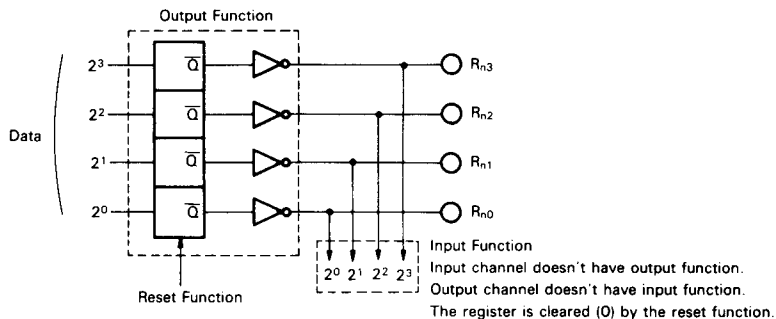 Output Function
Data
2³ Q̅ Rn3
2² Q̅ Rn2
2¹ Q̅ Rn1
2⁰ Q̅ Rn0
Reset Function
2⁰ 2¹ 2² 2³
Input Function
Input channel doesn't have output function.
Output channel doesn't have input function.
The register is cleared (0) by the reset function.